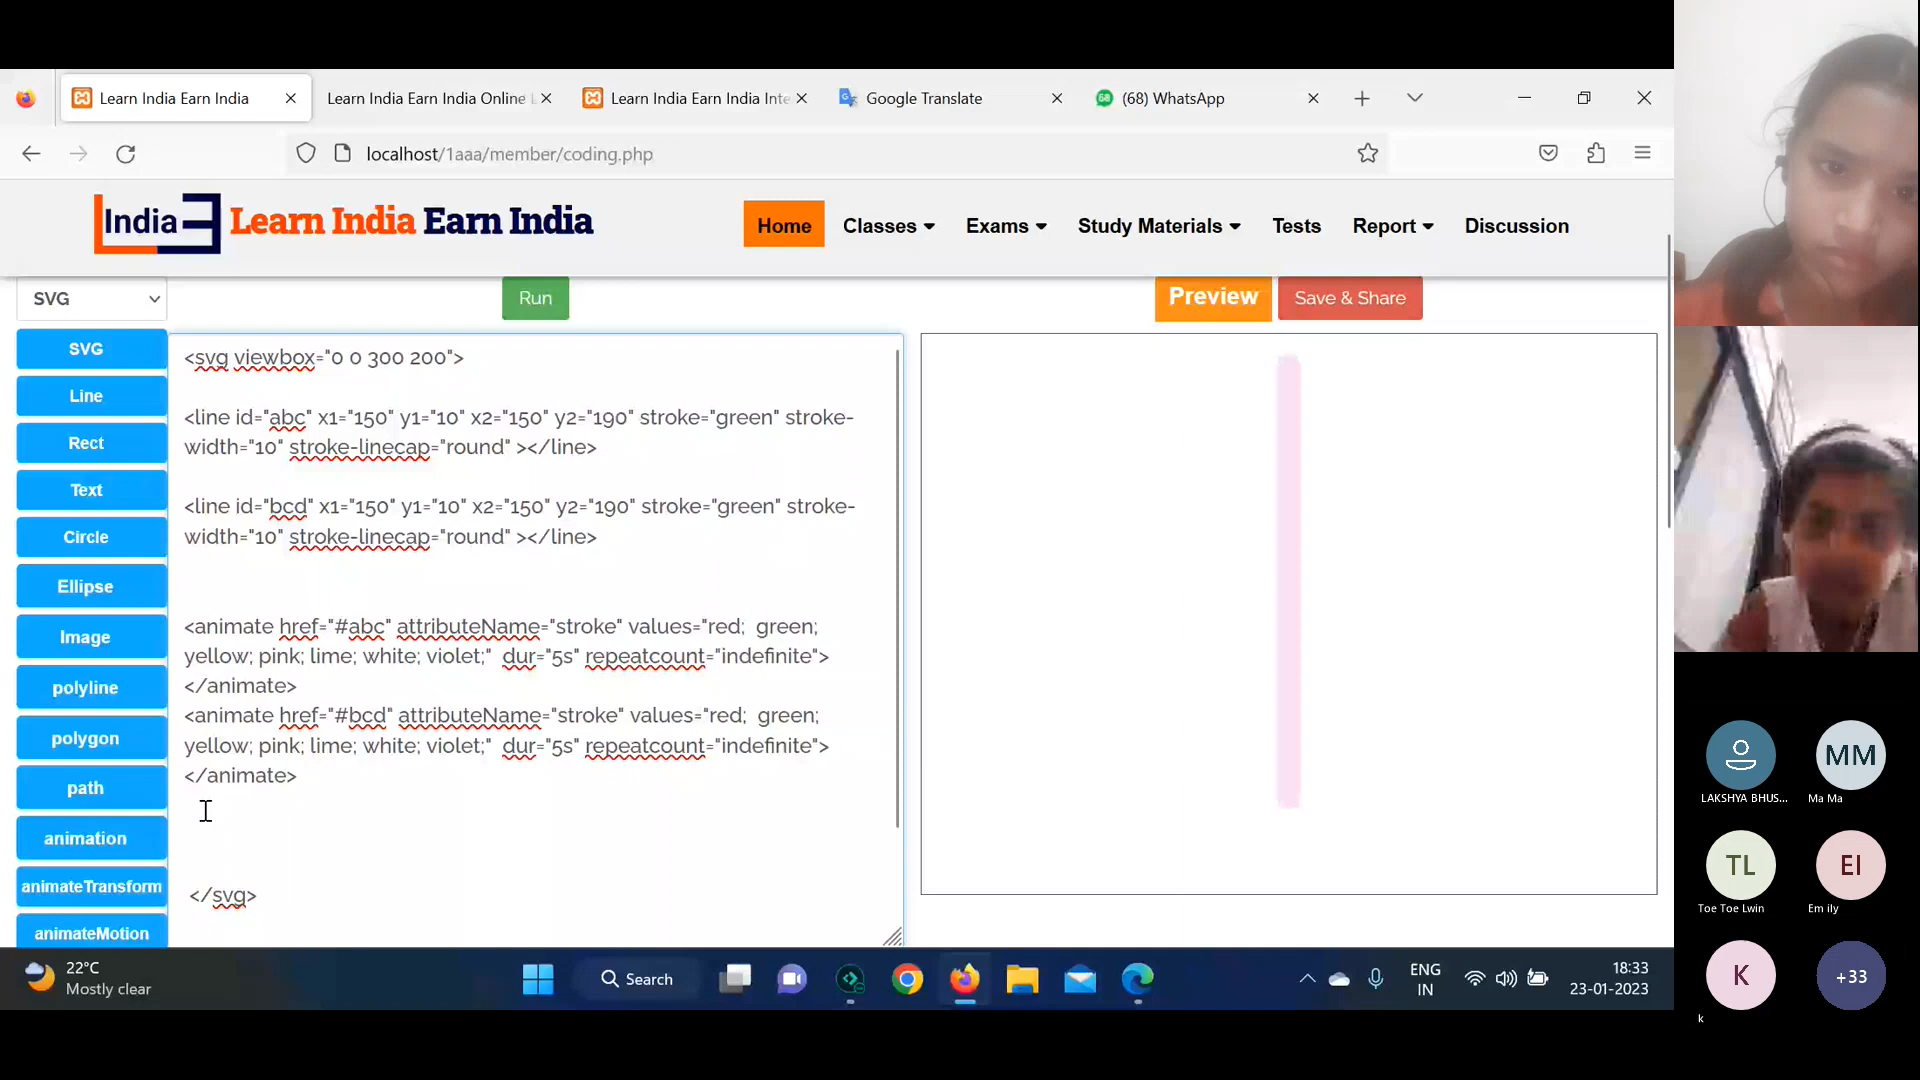 Learn India Earn India
Learn India Earn India Online
Learn India Earn India Inte
Google Translate
(68) WhatsApp
localhost/1aaa/member/coding.php
India
Learn India Earn India
Home
Classes
Exams
Study Materials
Tests
Report
Discussion
SVG
Run
Preview
Save & Share
SVG
Line
Rect
Text
Circle
Ellipse
Image
polyline
polygon
path
animation
animateTransform
animateMotion
<svg viewbox="0 0 300 200">
<line id="abc" x1="150" y1="10" x2="150" y2="190" stroke="green" stroke-
width="10" stroke-linecap="round" ></line>
<line id="bcd" x1="150" y1="10" x2="150" y2="190" stroke="green" stroke-
width="10" stroke-linecap="round" ></line>
<animate href="#abc" attributeName="stroke" values="red;  green;
yellow; pink; lime; white; violet;"  dur="5s" repeatcount="indefinite">
</animate>
<animate href="#bcd" attributeName="stroke" values="red;  green;
yellow; pink; lime; white; violet;"  dur="5s" repeatcount="indefinite">
</animate>
</svg>
22°C
Mostly clear
Search
ENG
IN
18:33
23-01-2023
LAKSHYA BHUS...
MM
Ma Ma
TL
Toe Toe Lwin
EI
Em ily
K
k
+33